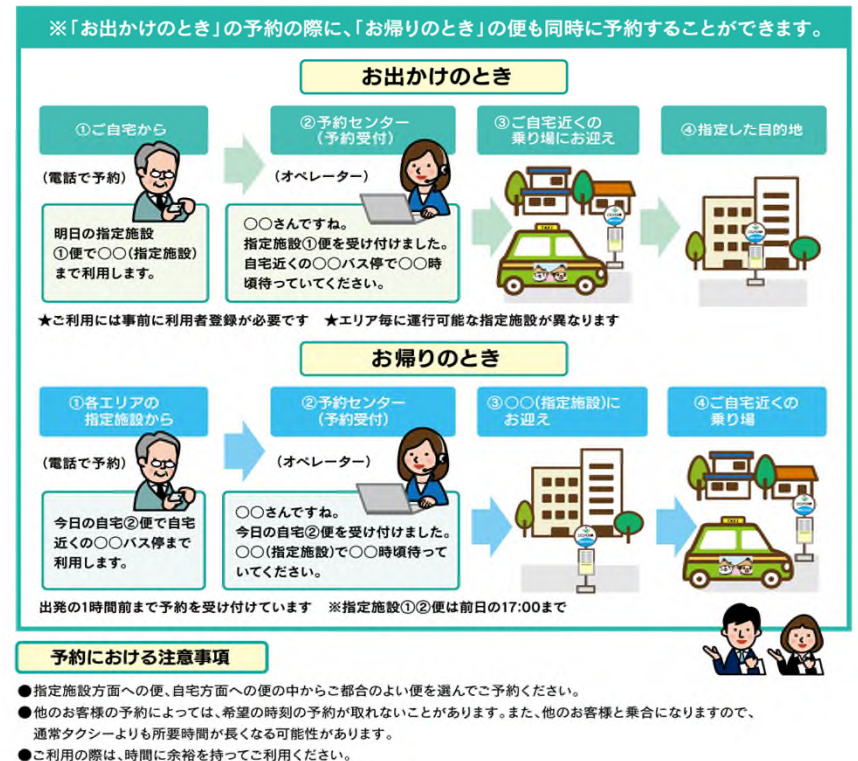 ※「お出かけのとき」の予約の際に、「お帰りのとき」の便も同時に予約することができます。
お出かけのとき
①ご自宅から
(電話で予約)
明日の指定施設
①便で〇〇(指定施設)
まで利用します。
②予約センター
(予約受付)
(オペレーター)
〇〇さんですね。
指定施設①便を受け付けました。
自宅近くの〇〇バス停で〇〇時
頃待っていてください。
③ご自宅近くの
乗り場にお迎え
TAXI
④指定した目的地
★ご利用には事前に利用者登録が必要です ★エリア毎に運行可能な指定施設が異なります
お帰りのとき
①各エリアの
指定施設から
(電話で予約)
今日の自宅②便で自宅
近くの〇〇バス停まで
利用します。
②予約センター
(予約受付)
(オペレーター)
〇〇さんですね。
今日の自宅②便を受け付けました。
〇〇(指定施設)で〇〇時頃待って
いてください。
③〇〇(指定施設)に
お迎え
④ご自宅近くの
乗り場
TAXI
出発の1時間前まで予約を受け付けています ※指定施設①②便は前日の17:00まで
予約における注意事項
●指定施設方面への便、自宅方面への便の中からご都合のよい便を選んでご予約ください。
●他のお客様の予約によっては、希望の時刻の予約が取れないことがあります。また、他のお客様と乗合になりますので、
通常タクシーよりも所要時間が長くなる可能性があります。
●ご利用の際は、時間に余裕を持ってご利用ください。